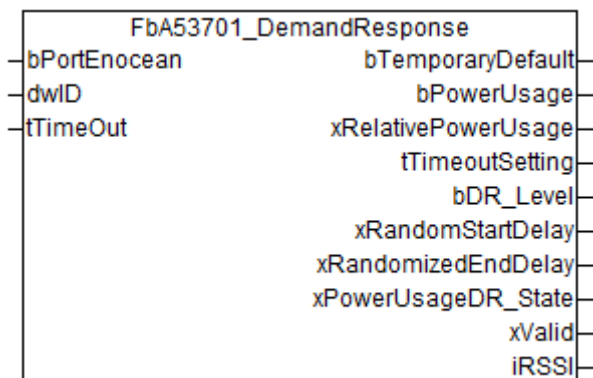 FbA53701_DemandResponse
bPortEnocean bTemporaryDefault
dwID bPowerUsage
tTimeOut xRelativePowerUsage
tTimeoutSetting
bDR_Level
xRandomStartDelay
xRandomizedEndDelay
xPowerUsageDR_State
xValid
iRSSI